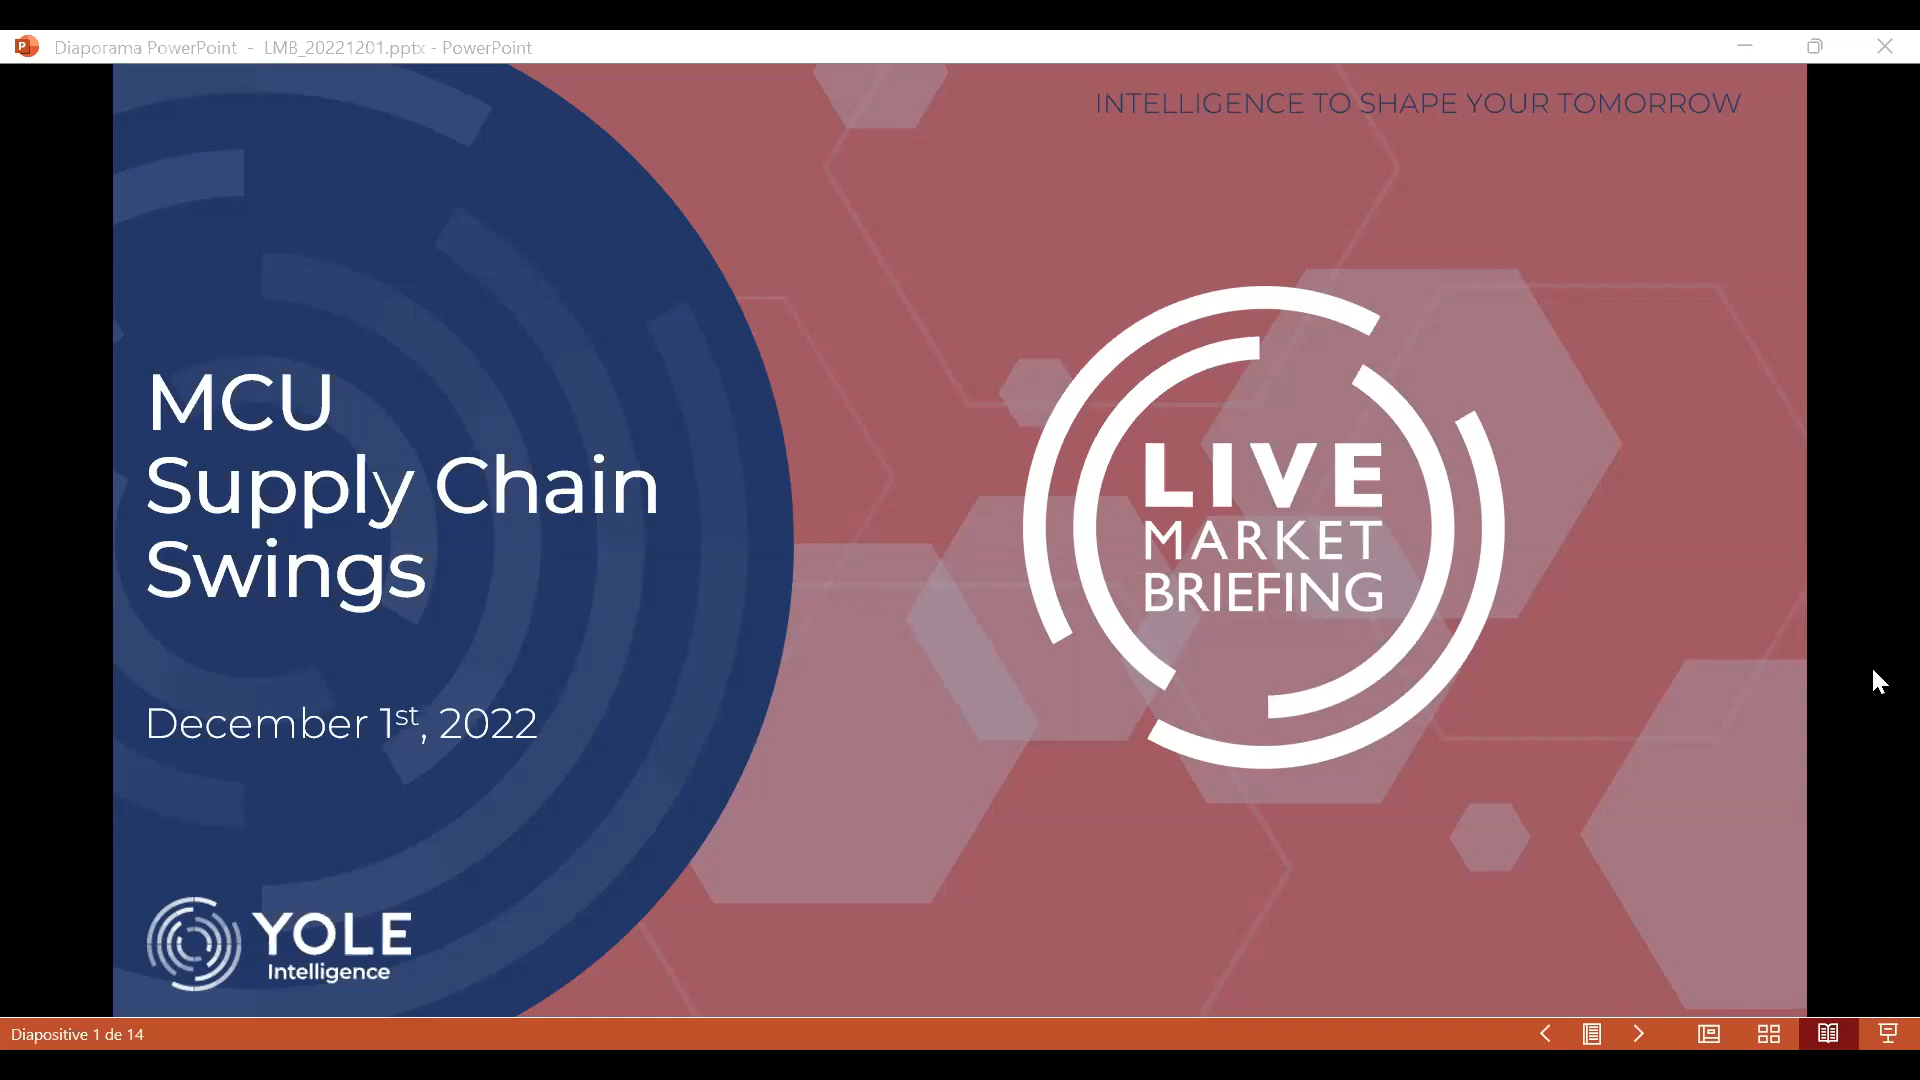 Diaporama PowerPoint - LMB_20221201.pptx - PowerPoint
INTELLIGENCE TO SHAPE YOUR TOMORROW
MCU
Supply Chain
Swings
December 1st, 2022
LIVE
MARKET
BRIEFING
YOLE
Intelligence
Diapositive 1 de 14